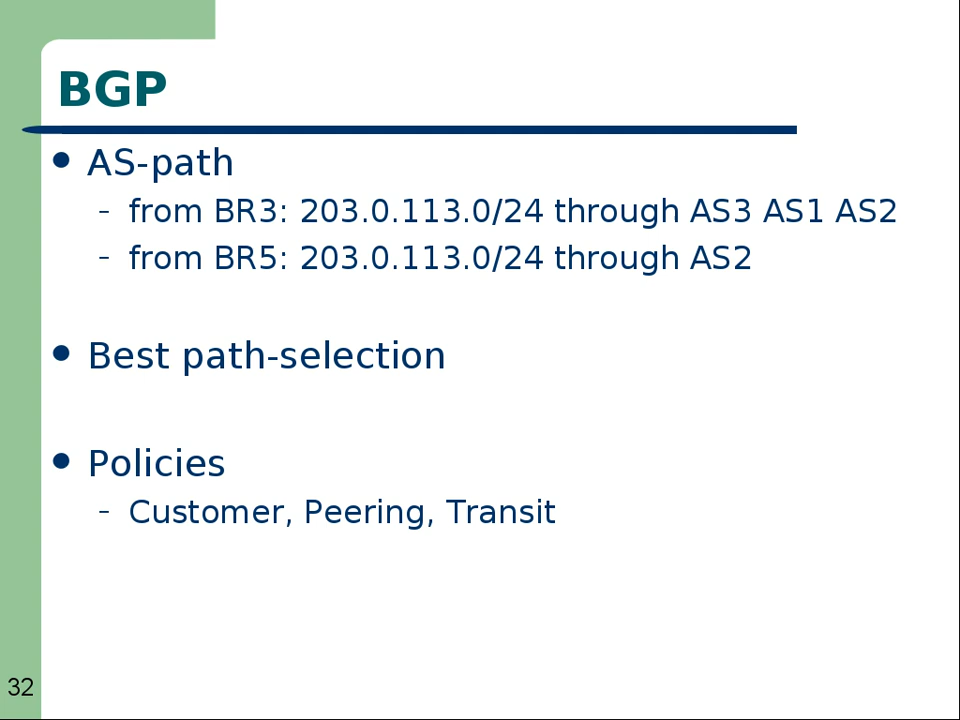 BGP
AS-path
– from BR3: 203.0.113.0/24 through AS3 AS1 AS2
– from BR5: 203.0.113.0/24 through AS2
Best path-selection
Policies
– Customer, Peering, Transit
32